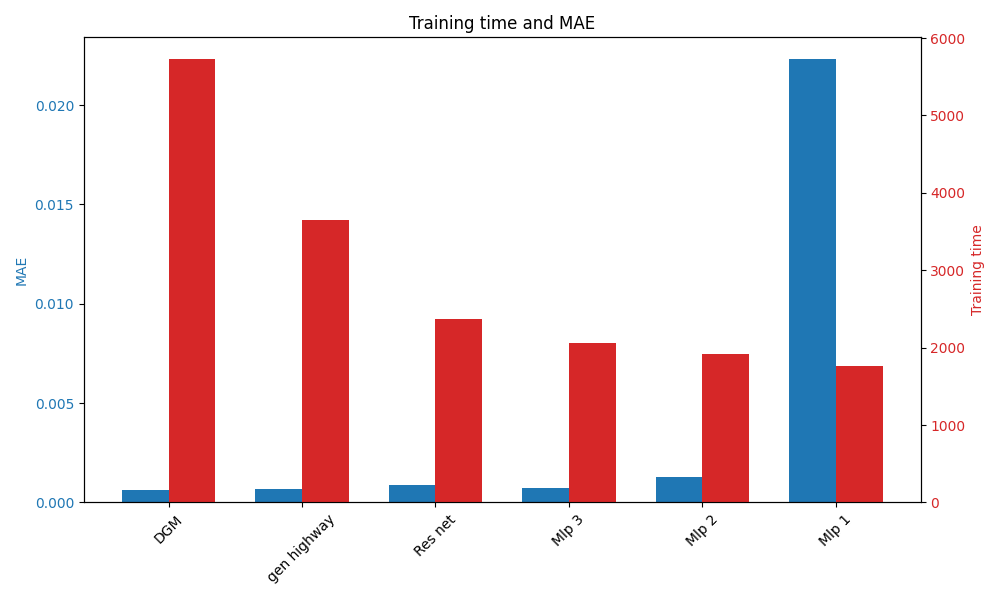 Training time and MAE
MAE
0.020
0.015
0.010
0.005
0.000
6000
5000
4000
3000
2000
1000
0
Training time
DGM
gen highway
Res net
Mlp 3
Mlp 2
Mlp 1